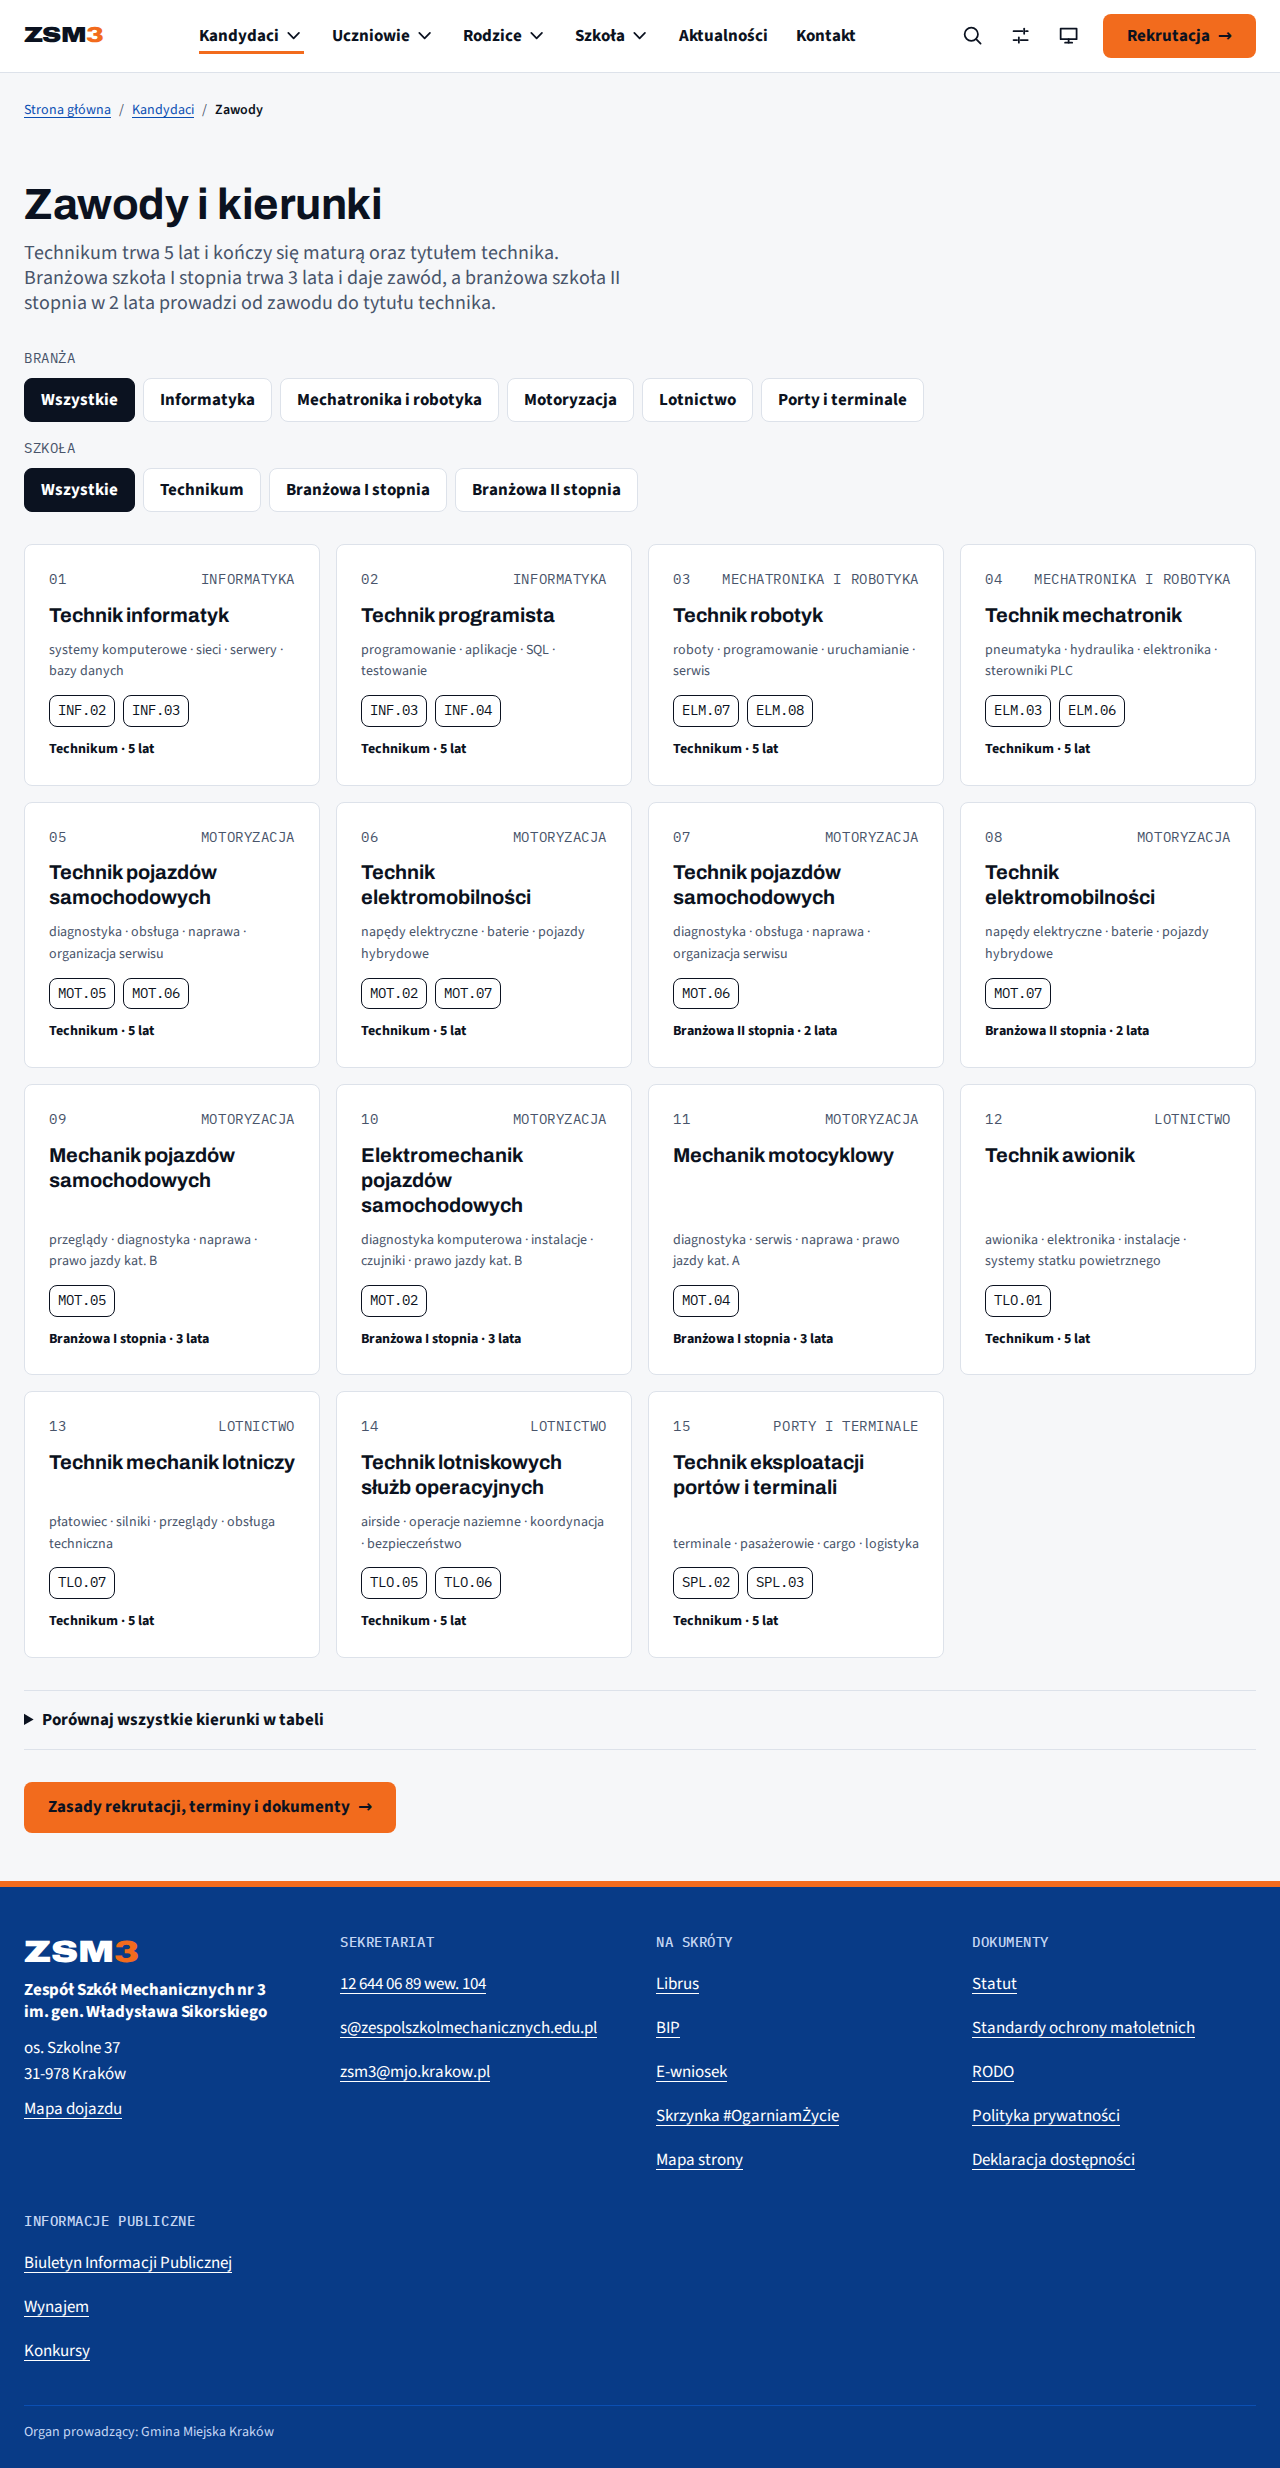 ZSM3
Kandydaci
Uczniowie
Rodzice
Szkoła
Aktualności
Kontakt
Rekrutacja →
Strona główna / Kandydaci / Zawody
Zawody i kierunki
Technikum trwa 5 lat i kończy się maturą oraz tytułem technika.
Branżowa szkoła I stopnia trwa 3 lata i daje zawód, a branżowa szkoła II
stopnia w 2 lata prowadzi od zawodu do tytułu technika.
BRANŻA
Wszystkie
Informatyka
Mechatronika i robotyka
Motoryzacja
Lotnictwo
Porty i terminale
SZKOŁA
Wszystkie
Technikum
Branżowa I stopnia
Branżowa II stopnia
01 INFORMATYKA
Technik informatyk
systemy komputerowe · sieci · serwery ·
bazy danych
INF.02 INF.03
Technikum · 5 lat
02 INFORMATYKA
Technik programista
programowanie · aplikacje · SQL ·
testowanie
INF.03 INF.04
Technikum · 5 lat
03 MECHATRONIKA I ROBOTYKA
Technik robotyk
roboty · programowanie · uruchamianie ·
serwis
ELM.07 ELM.08
Technikum · 5 lat
04 MECHATRONIKA I ROBOTYKA
Technik mechatronik
pneumatyka · hydraulika · elektronika ·
sterowniki PLC
ELM.03 ELM.06
Technikum · 5 lat
05 MOTORYZACJA
Technik pojazdów
samochodowych
diagnostyka · obsługa · naprawa ·
organizacja serwisu
MOT.05 MOT.06
Technikum · 5 lat
06 MOTORYZACJA
Technik
elektromobilności
napędy elektryczne · baterie · pojazdy
hybrydowe
MOT.02 MOT.07
Technikum · 5 lat
07 MOTORYZACJA
Technik pojazdów
samochodowych
diagnostyka · obsługa · naprawa ·
organizacja serwisu
MOT.06
Branżowa II stopnia · 2 lata
08 MOTORYZACJA
Technik
elektromobilności
napędy elektryczne · baterie · pojazdy
hybrydowe
MOT.07
Branżowa II stopnia · 2 lata
09 MOTORYZACJA
Mechanik pojazdów
samochodowych
przeglądy · diagnostyka · naprawa ·
prawo jazdy kat. B
MOT.05
Branżowa I stopnia · 3 lata
10 MOTORYZACJA
Elektromechanik
pojazdów
samochodowych
diagnostyka komputerowa · instalacje ·
czujniki · prawo jazdy kat. B
MOT.02
Branżowa I stopnia · 3 lata
11 MOTORYZACJA
Mechanik motocyklowy
diagnostyka · serwis · naprawa · prawo
jazdy kat. A
MOT.04
Branżowa I stopnia · 3 lata
12 LOTNICTWO
Technik awionik
awionika · elektronika · instalacje ·
systemy statku powietrznego
TLO.01
Technikum · 5 lat
13 LOTNICTWO
Technik mechanik lotniczy
płatowiec · silniki · przeglądy · obsługa
techniczna
TLO.07
Technikum · 5 lat
14 LOTNICTWO
Technik lotniskowych
służb operacyjnych
airside · operacje naziemne · koordynacja
· bezpieczeństwo
TLO.05 TLO.06
Technikum · 5 lat
15 PORTY I TERMINALE
Technik eksploatacji
portów i terminali
terminale · pasażerowie · cargo · logistyka
SPL.02 SPL.03
Technikum · 5 lat
▶ Porównaj wszystkie kierunki w tabeli
Zasady rekrutacji, terminy i dokumenty →
ZSM3
Zespół Szkół Mechanicznych nr 3
im. gen. Władysława Sikorskiego
os. Szkolne 37
31-978 Kraków
Mapa dojazdu
SEKRETARIAT
12 644 06 89 wew. 104
s@zespolszkolmechanicznych.edu.pl
zsm3@mjo.krakow.pl
NA SKRÓTY
Librus
BIP
E-wniosek
Skrzynka #OgarniamŻycie
Mapa strony
DOKUMENTY
Statut
Standardy ochrony małoletnich
RODO
Polityka prywatności
Deklaracja dostępności
INFORMACJE PUBLICZNE
Biuletyn Informacji Publicznej
Wynajem
Konkursy
Organ prowadzący: Gmina Miejska Kraków